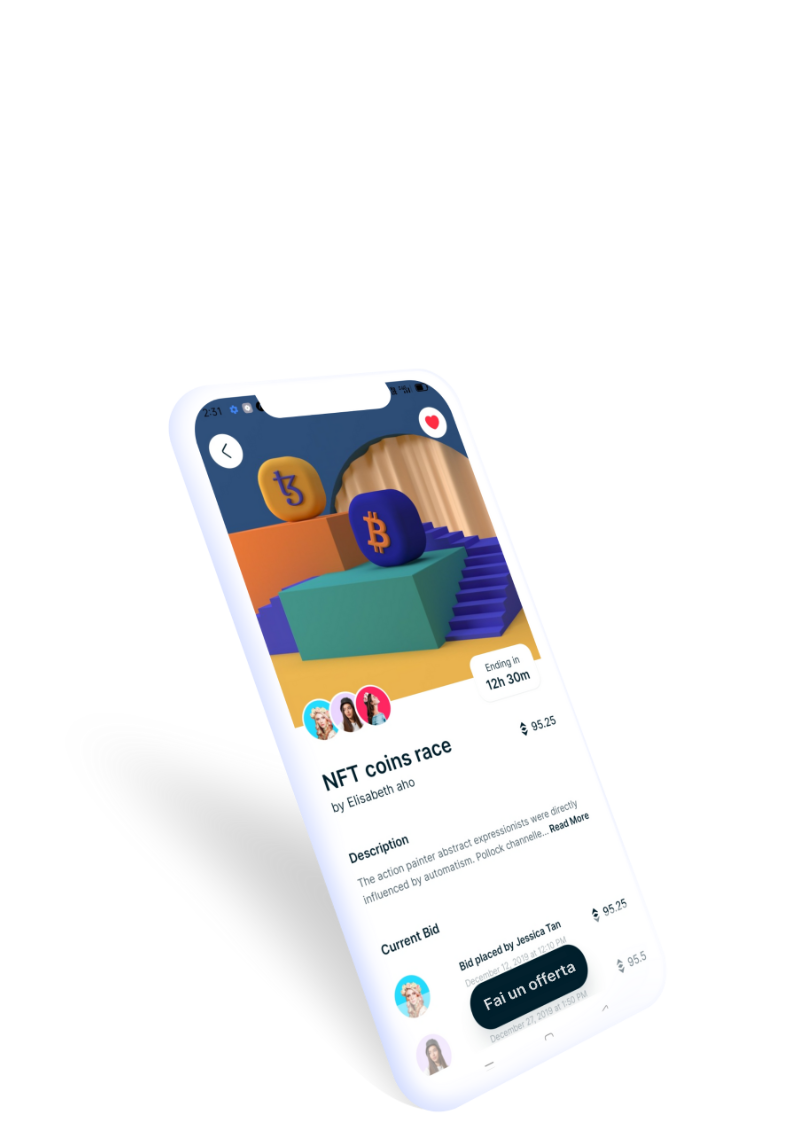 2:31
Ending in
12h 30m
95.25
NFT coins race
by Elisabeth aho
Description
The action painter abstract expressionists were directly
influenced by automatism. Pollock channelle... Read More
Current Bid
Bid placed by Jessica Tan
95.25
December 12, 2019 at 12:10 PM
Fai un offerta
95.5
December 27, 2019 at 1:50 PM